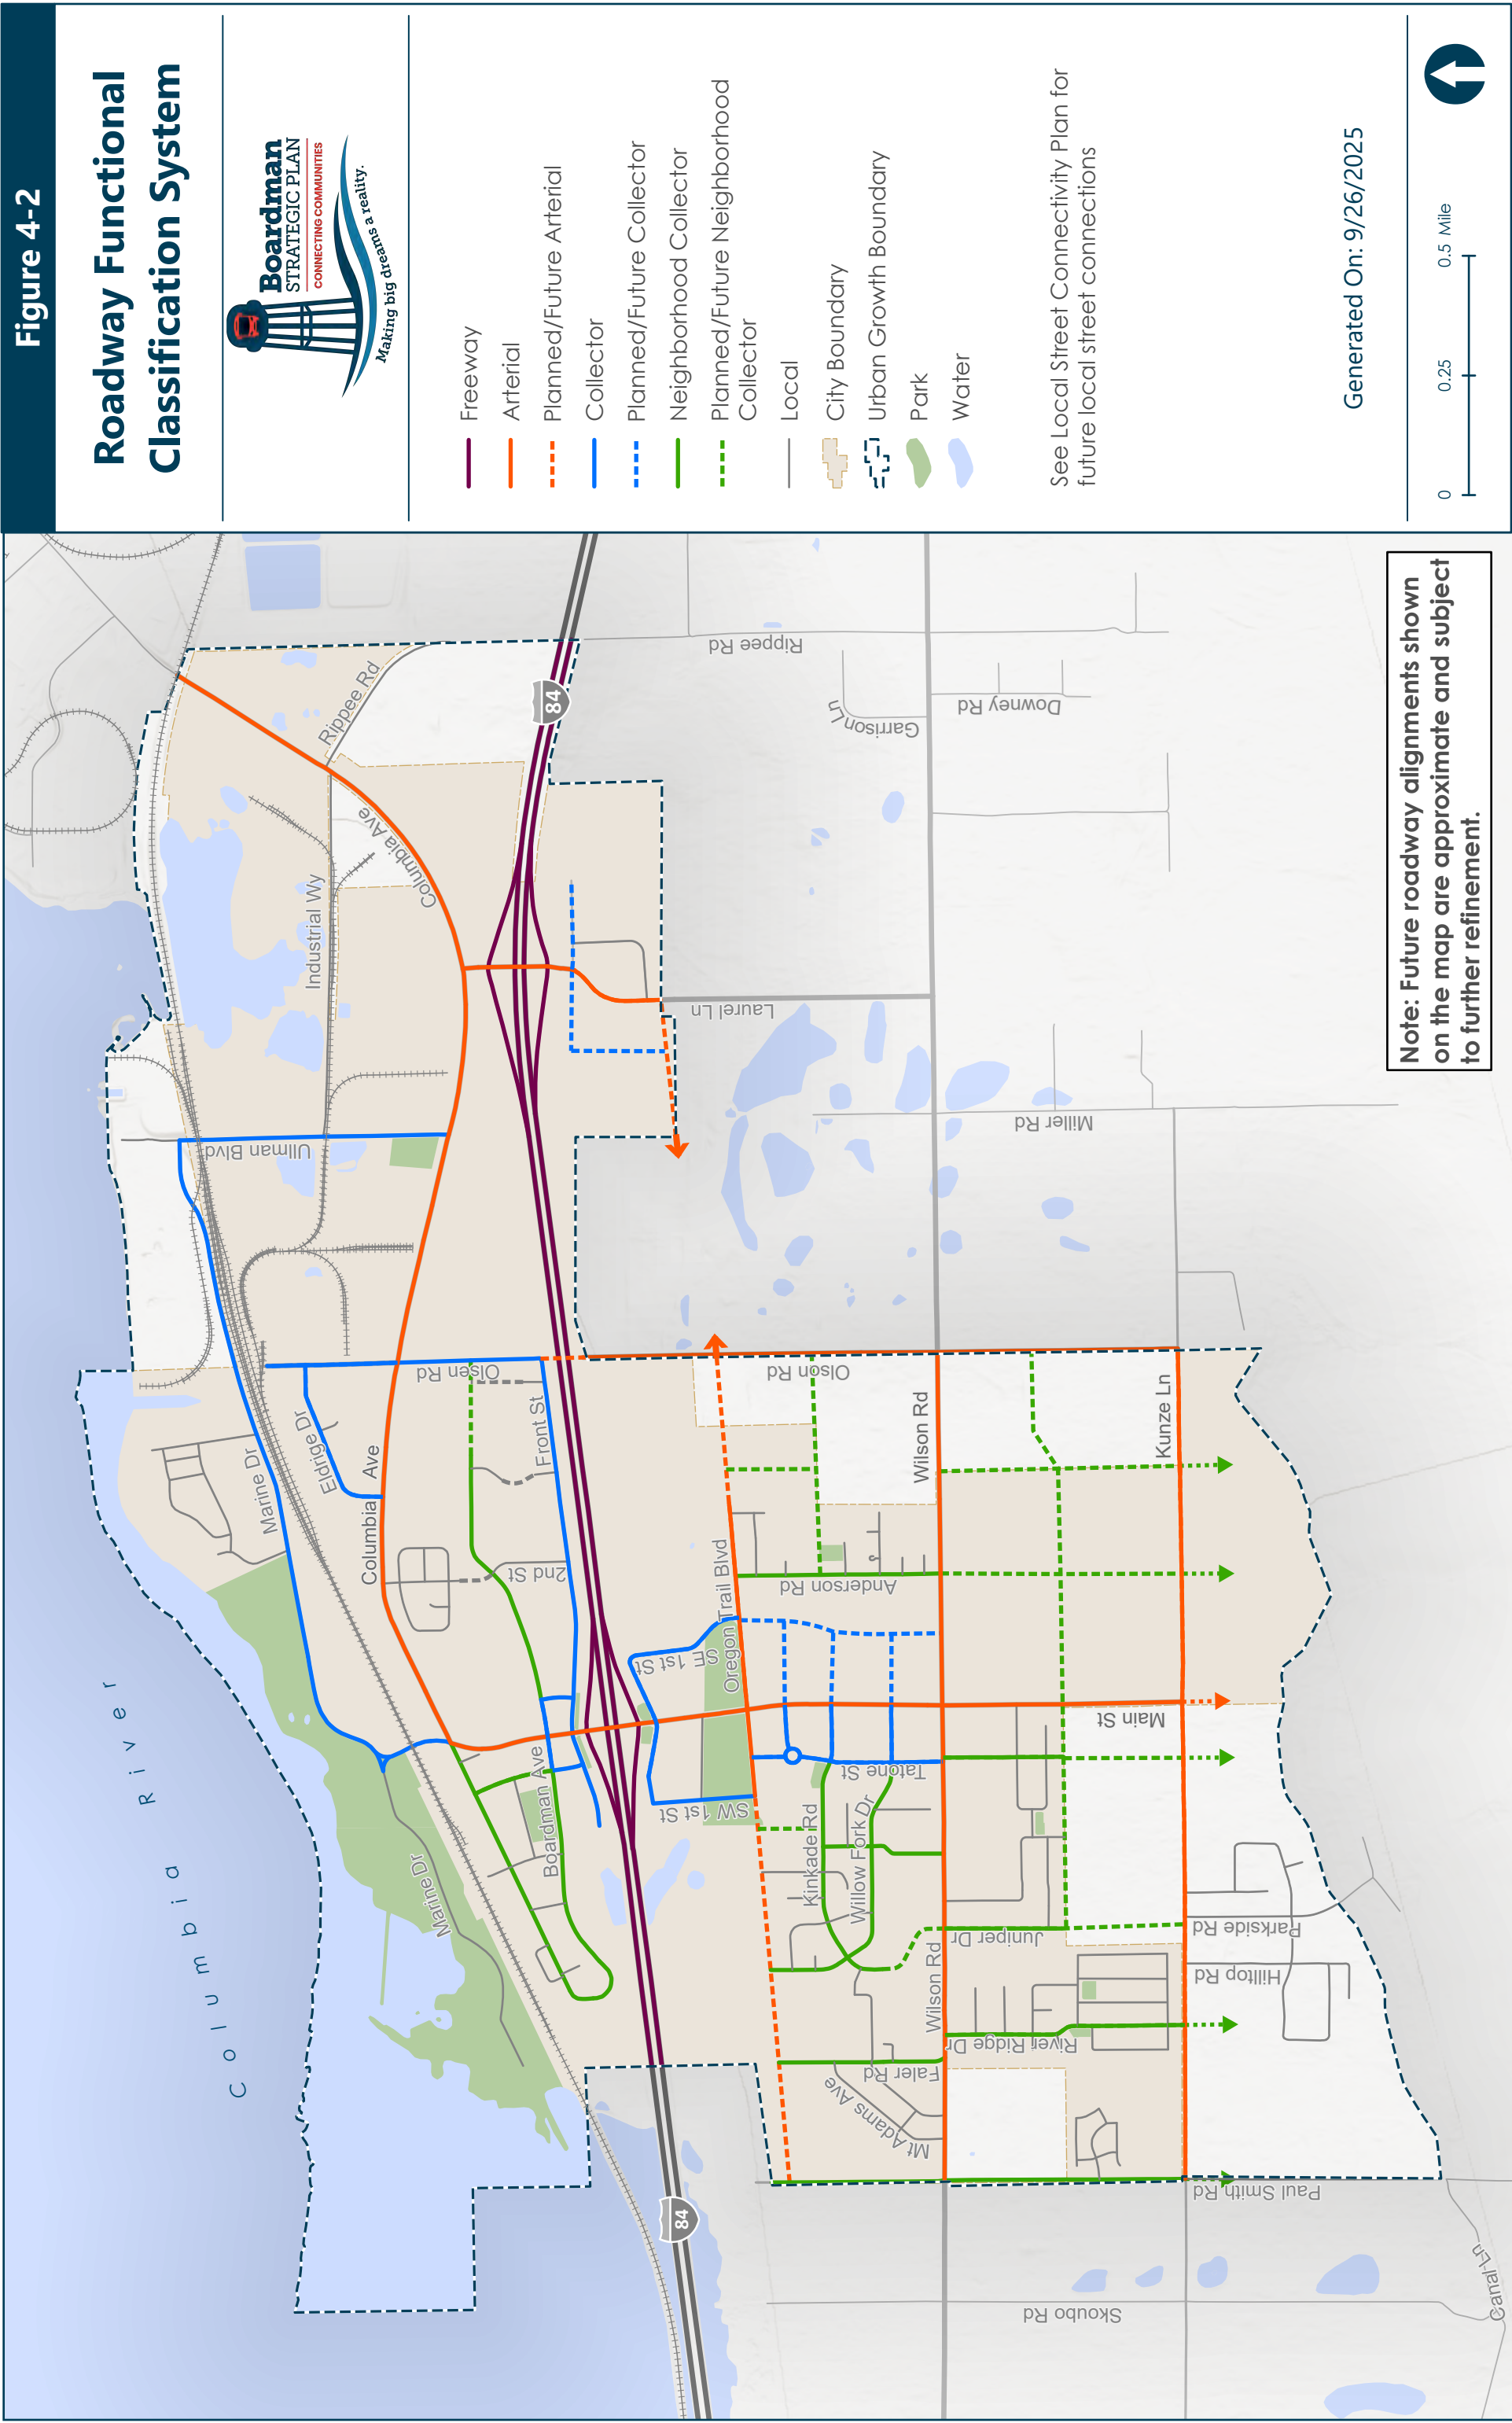 Figure 4-2
Roadway Functional
Classification System
Boardman
STRATEGIC PLAN
CONNECTING COMMUNITIES
Making big dreams a reality.
Freeway
Arterial
Planned/Future Arterial
Collector
Planned/Future Collector
Neighborhood Collector
Planned/Future Neighborhood
Collector
Local
City Boundary
Urban Growth Boundary
Park
Water
See Local Street Connectivity Plan for
future local street connections
Generated On: 9/26/2025
0
0.25
0.5 Mile
Note: Future roadway alignments shown
on the map are approximate and subject
to further refinement.
Columbia River
Marine Dr
Marine Dr
Ullman Blvd
Industrial Wy
Rippee Rd
Columbia Ave
84
Rippee Rd
Garrison Ln
Downey Rd
Laurel Ln
Miller Rd
Eldrige Dr
Columbia Ave
Olsen Rd
Front St
2nd St
Boardman Ave
Olson Rd
Wilson Rd
Kunze Ln
Oregon Trail Blvd
Anderson Rd
SE 1st St
SW 1st St
Main St
Tatone St
Kinkade Rd
Willow Fork Dr
Wilson Rd
Juniper Dr
Parkside Rd
Hilltop Rd
River Ridge Dr
Faler Rd
Mt Adams Ave
Paul Smith Rd
84
Skoubo Rd
Canal Ln